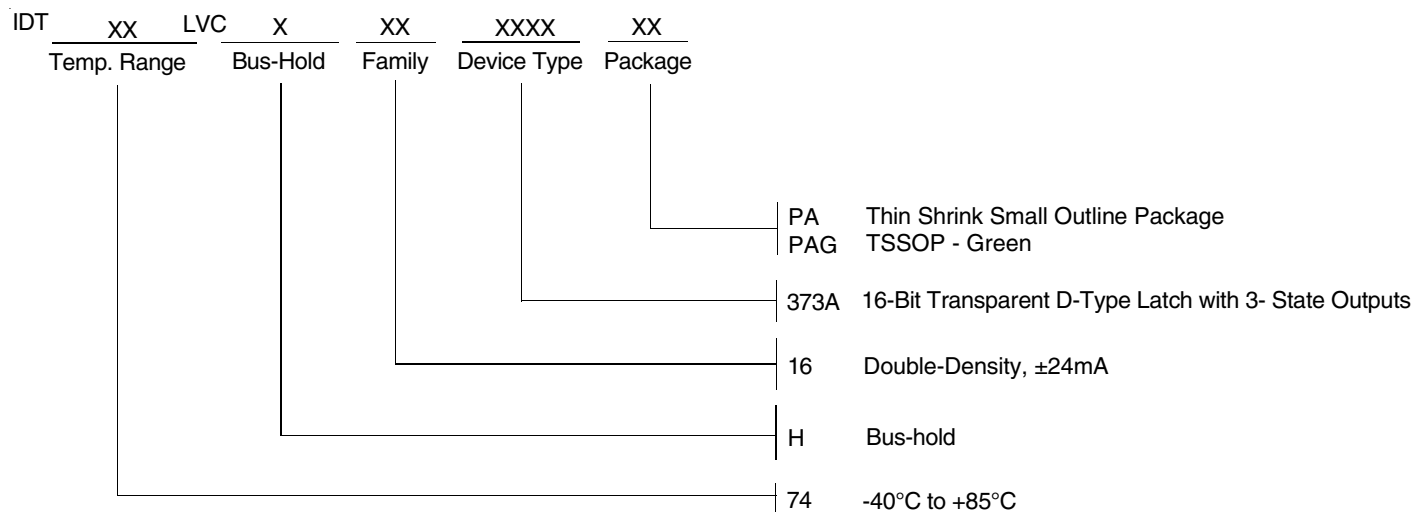 IDT XX LVC X XX XXXX XX
Temp. Range Bus-Hold Family Device Type Package
PA Thin Shrink Small Outline Package
PAG TSSOP - Green
373A 16-Bit Transparent D-Type Latch with 3- State Outputs
16 Double-Density, ±24mA
H Bus-hold
74 -40°C to +85°C